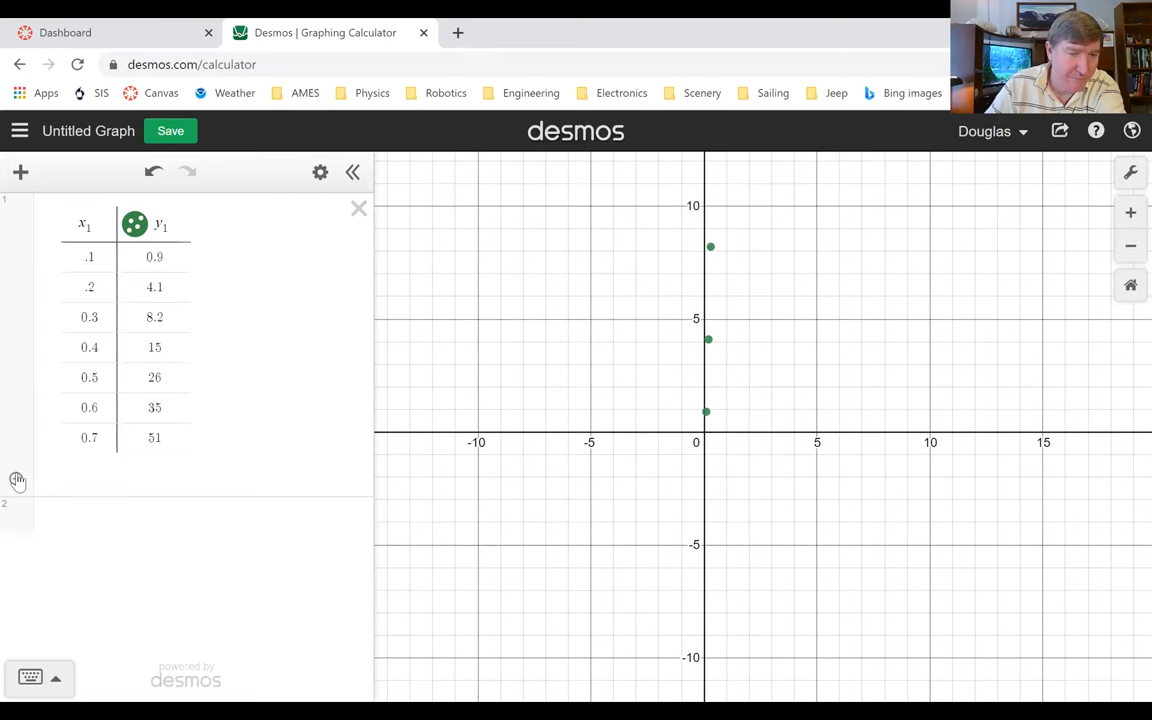 Dashboard
Desmos | Graphing Calculator
desmos.com/calculator
Apps SIS Canvas Weather AMES Physics Robotics Engineering Electronics Scenery Sailing Jeep Bing images
Untitled Graph Save desmos Douglas
1
x1 y1
.1 0.9
.2 4.1
0.3 8.2
0.4 15
0.5 26
0.6 35
0.7 51
2
powered by
desmos
10
5
-10 -5 0 5 10 15
-5
-10